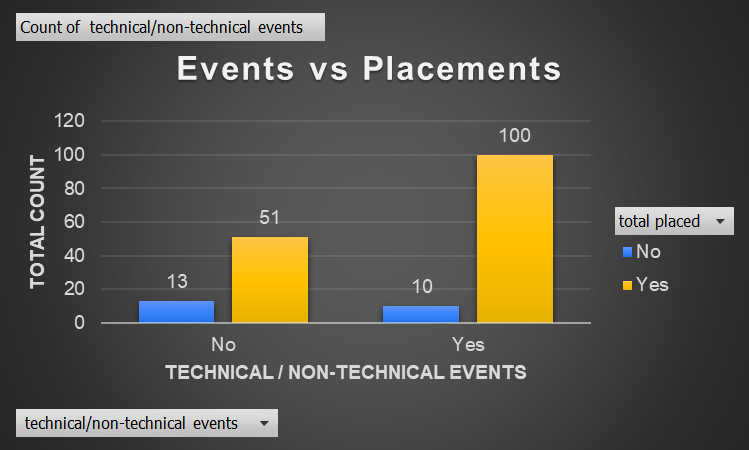 Count of technical/non-technical events
Events vs Placements
120
100
80
60
40
20
0
TOTAL COUNT
13
51
10
100
No
Yes
TECHNICAL / NON-TECHNICAL EVENTS
total placed
No
Yes
technical/non-technical events